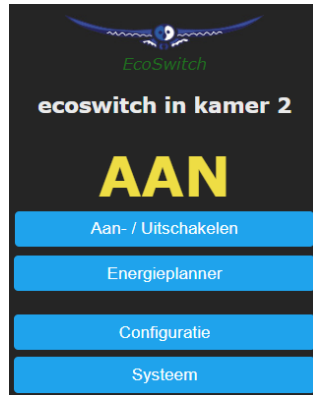 EcoSwitch
ecoswitch in kamer 2
AAN
Aan- / Uitschakelen
Energieplanner
Configuratie
Systeem